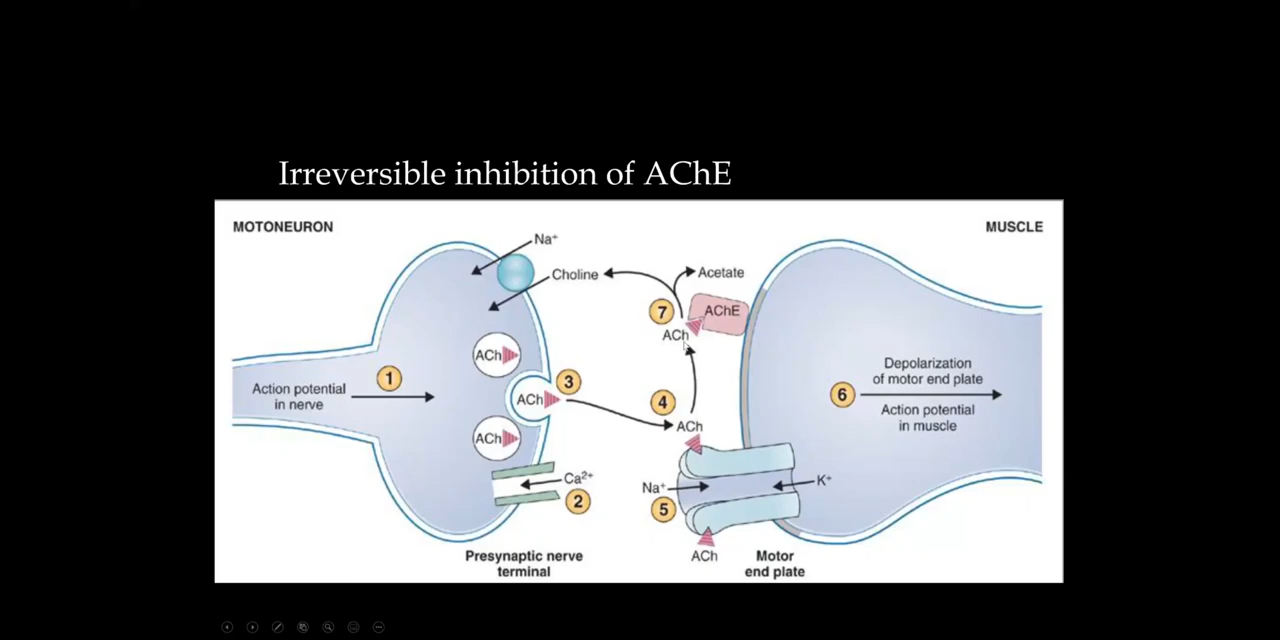 Irreversible inhibition of AChE
MOTONEURON
MUSCLE
Na⁺
Choline
Acetate
7
AChE
ACh
ACh
Action potential
in nerve
1
ACh
3
4
ACh
ACh
Depolarization
of motor end plate
6
Action potential
in muscle
Ca²⁺
2
Na⁺
K⁺
5
ACh
Presynaptic nerve
terminal
Motor
end plate